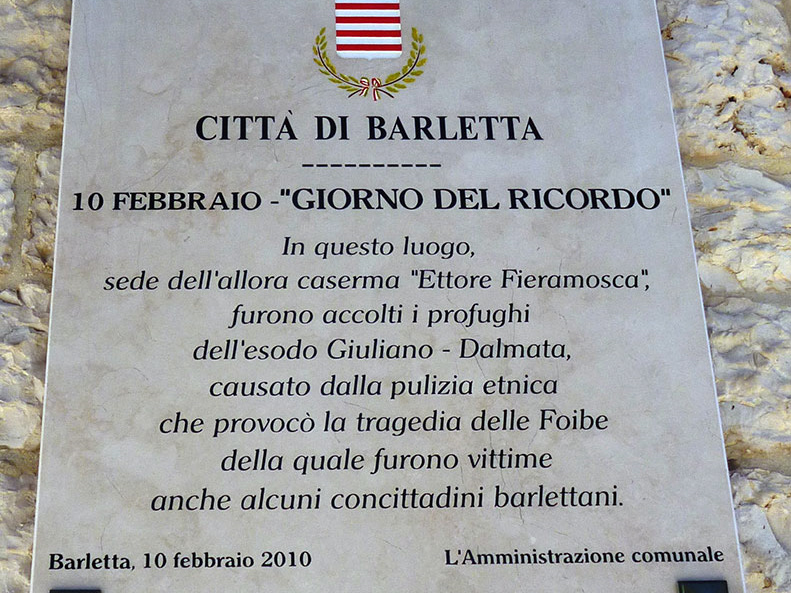 CITTÀ DI BARLETTA
-----------
10 FEBBRAIO -"GIORNO DEL RICORDO"
In questo luogo,
sede dell'allora caserma "Ettore Fieramosca",
furono accolti i profughi
dell'esodo Giuliano - Dalmata,
causato dalla pulizia etnica
che provocò la tragedia delle Foibe
della quale furono vittime
anche alcuni concittadini barlettani.
Barletta, 10 febbraio 2010 L'Amministrazione comunale